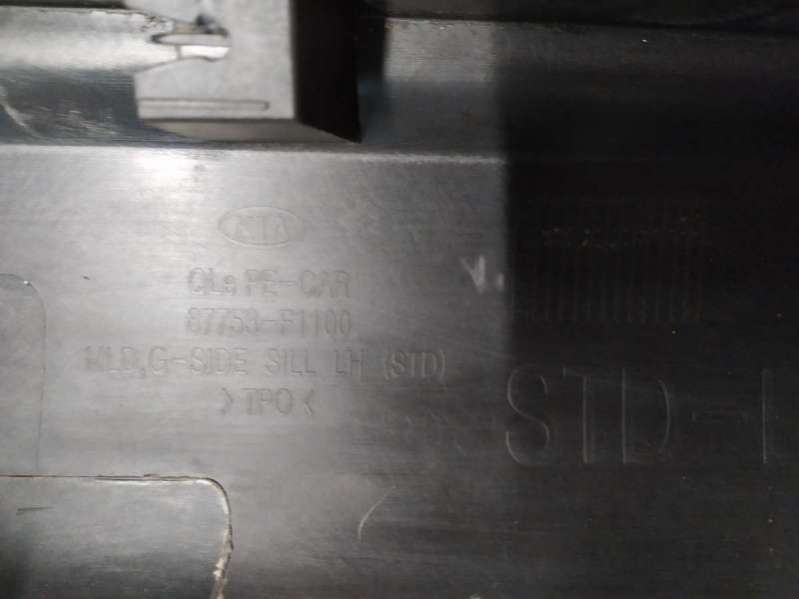 KIA
QLe PE-CAR
87753-F1100
MLD,G-SIDE SILL LH (STD)
>TPO<
STD-L